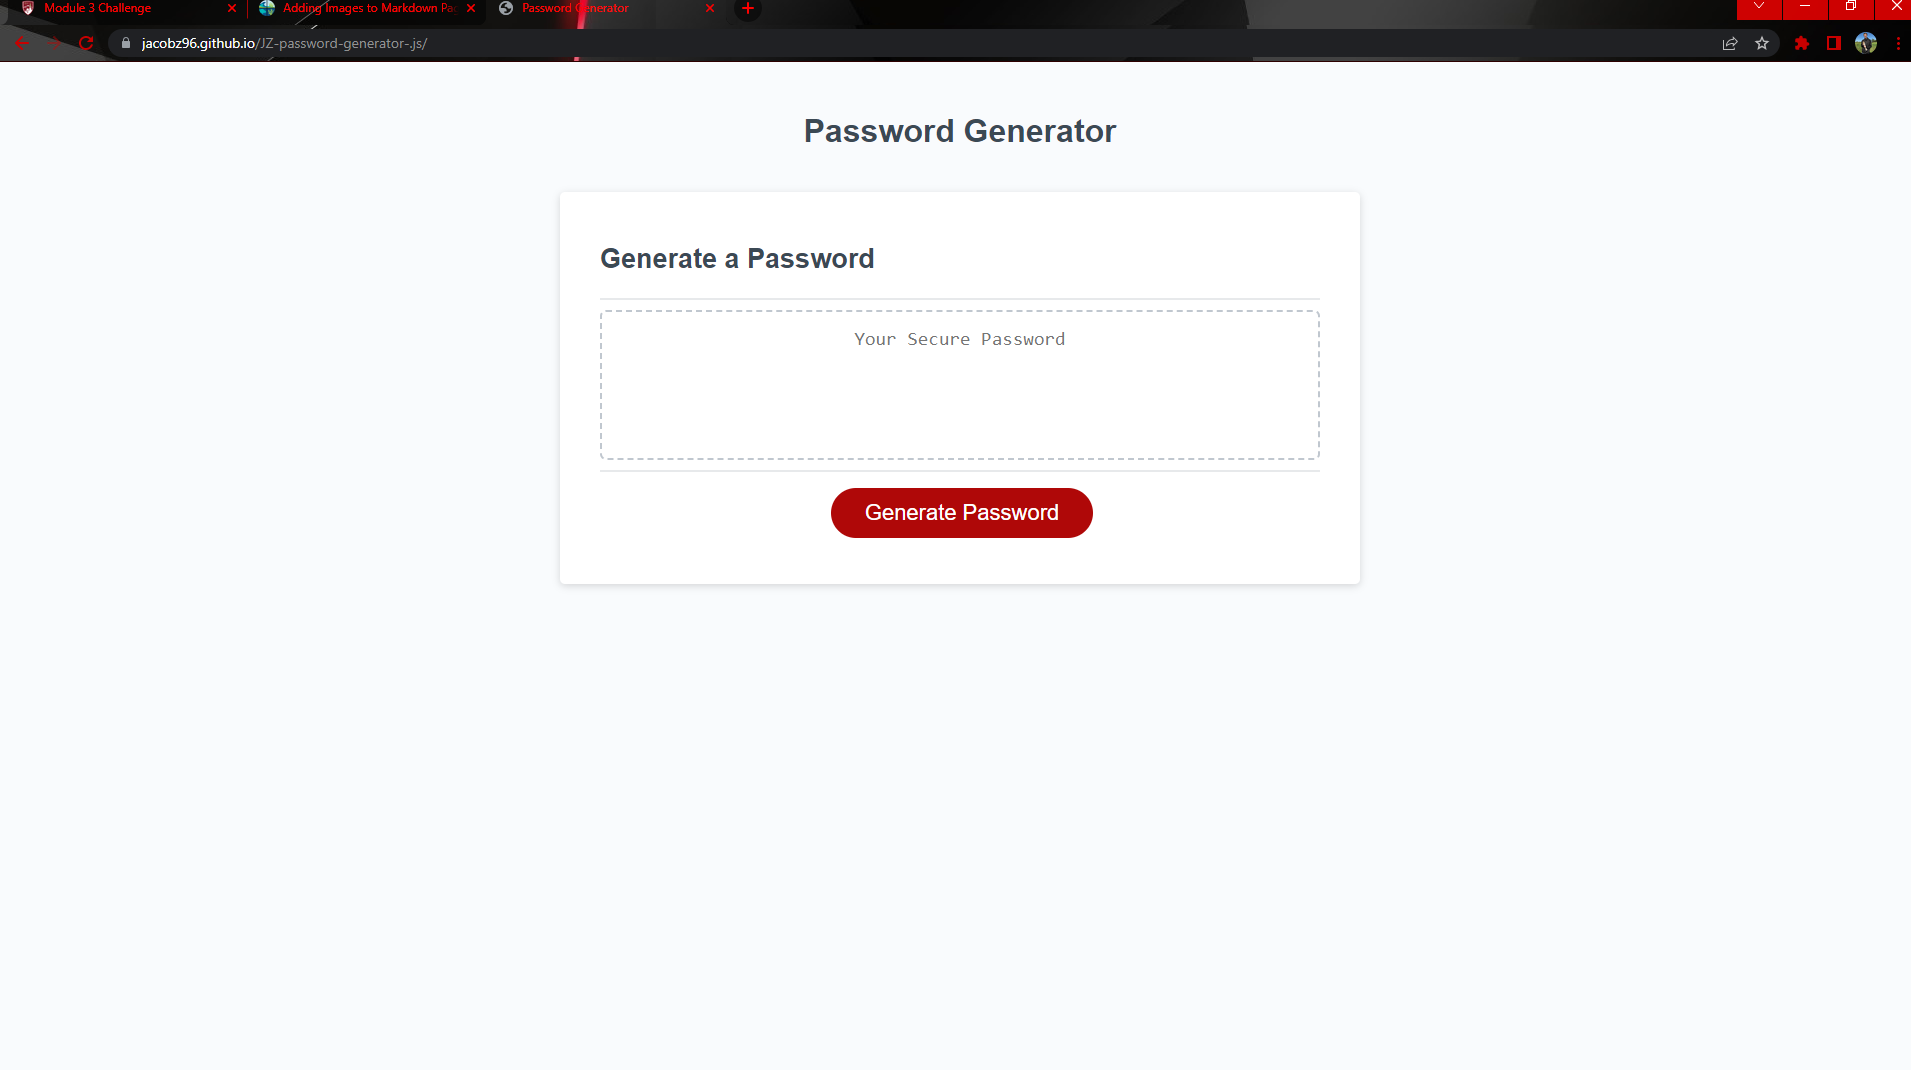 Module 3 Challenge
Adding Images to Markdown Pa
Password Generator
jacobz96.github.io/JZ-password-generator-.js/
Password Generator
Generate a Password
Your Secure Password
Generate Password